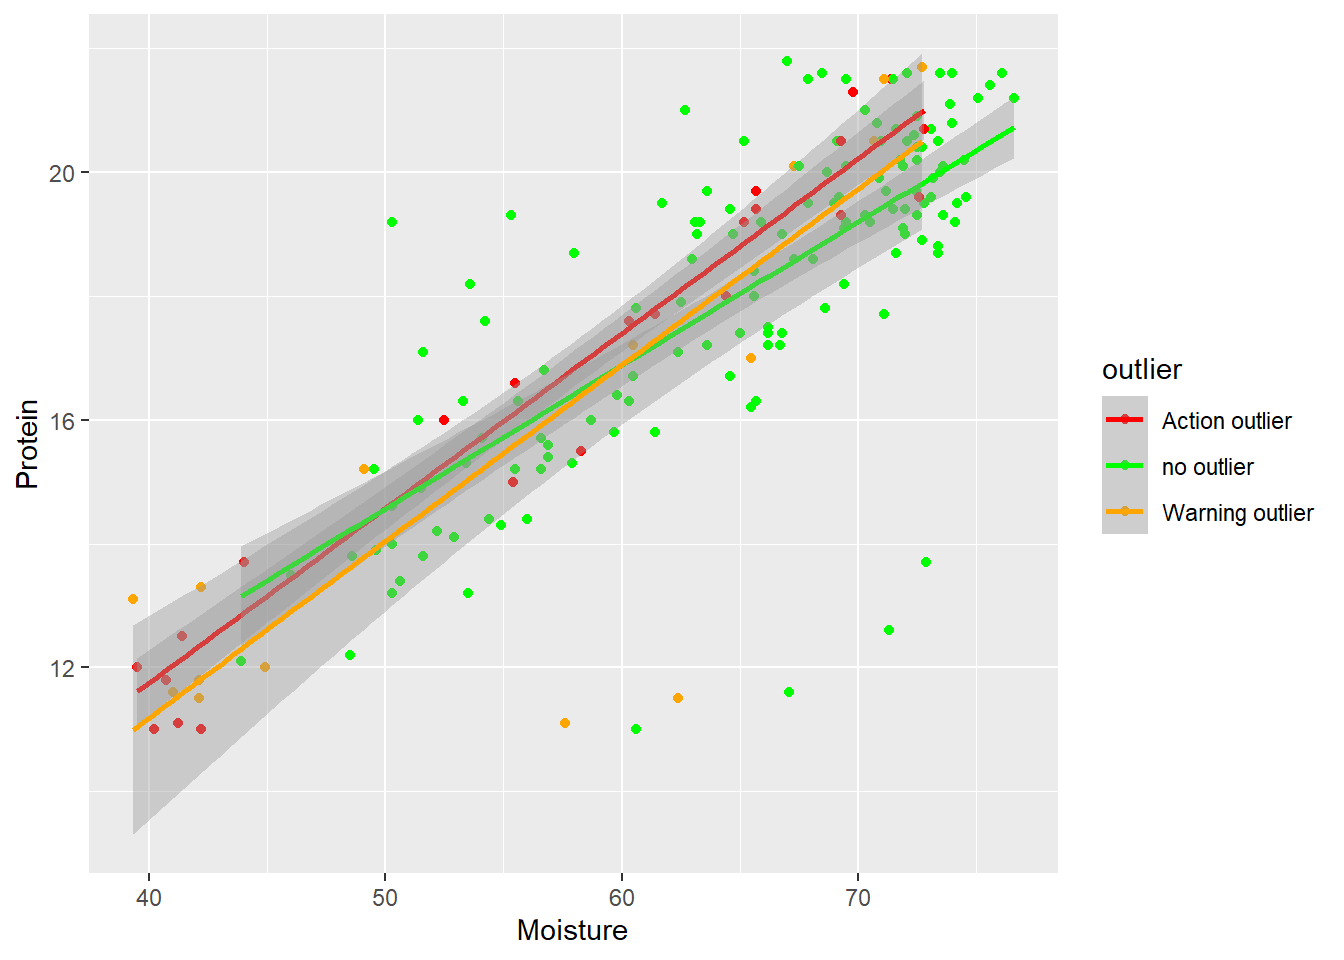 20
16
12
Protein
40
50
60
70
Moisture
outlier
Action outlier
no outlier
Warning outlier